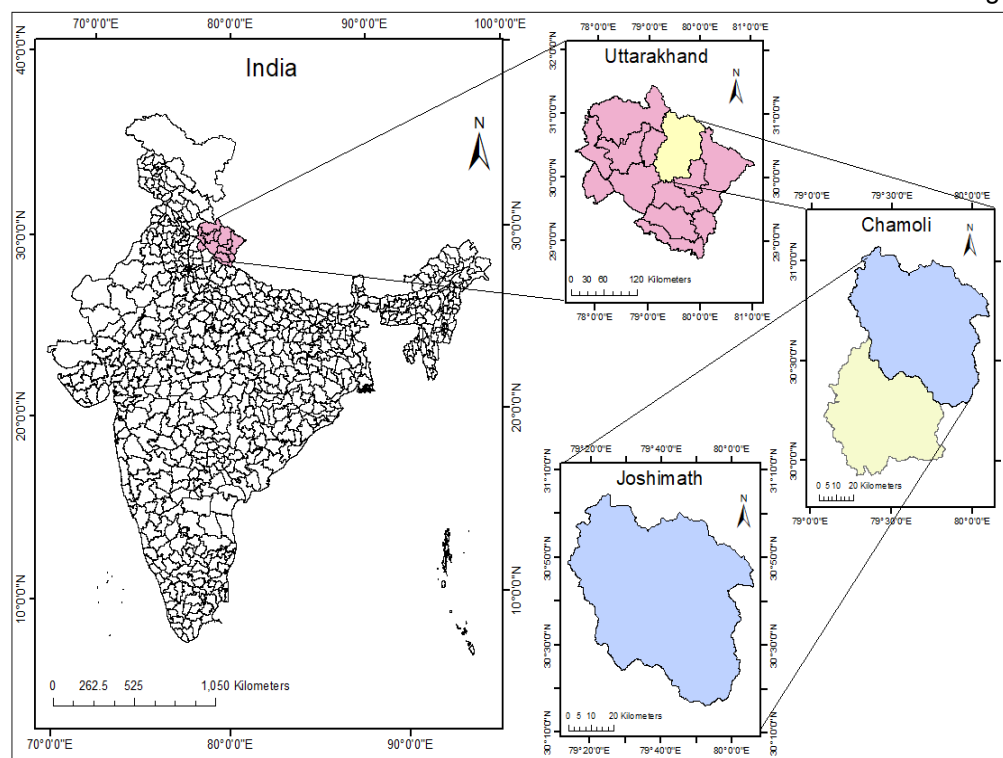 70°0'0"E 80°0'0"E 90°0'0"E 100°0'0"E
India
N
40°0'0"N
30°0'0"N 30°0'0"N
20°0'0"N 20°0'0"N
10°0'0"N 10°0'0"N
0 262.5 525 1,050 Kilometers
70°0'0"E 80°0'0"E 90°0'0"E
78°0'0"E 79°0'0"E 80°0'0"E 81°0'0"E
Uttarakhand
N
32°0'0"N
31°0'0"N 31°0'0"N
30°0'0"N 30°0'0"N
29°0'0"N 29°0'0"N
0 30 60 120 Kilometers
78°0'0"E 79°0'0"E 80°0'0"E 81°0'0"E
79°0'0"E 79°30'0"E 80°0'0"E
Chamoli
N
31°0'0"N
30°30'0"N
30°0'0"N
0 5 10 20 Kilometers
79°0'0"E 79°30'0"E 80°0'0"E
79°20'0"E 79°40'0"E 80°0'0"E
Joshimath
N
31°10'0"N 31°10'0"N
30°50'0"N 30°50'0"N
30°30'0"N 30°30'0"N
30°10'0"N 30°10'0"N
0 5 10 20 Kilometers
79°20'0"E 79°40'0"E 80°0'0"E